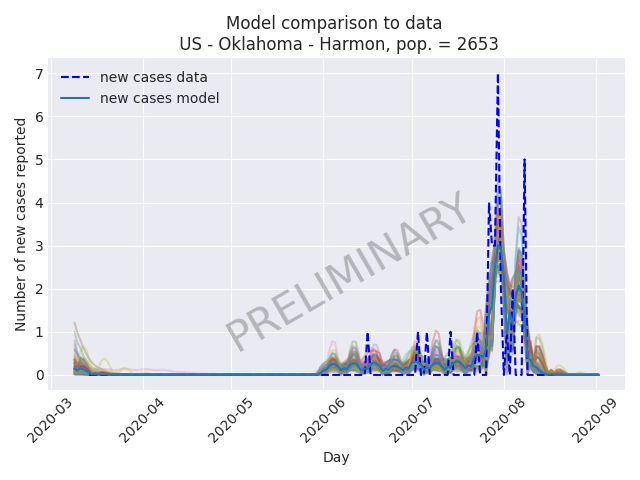 Model comparison to data
US - Oklahoma - Harmon, pop. = 2653
new cases data
new cases model
Number of new cases reported
7
6
5
4
3
2
1
0
PRELIMINARY
2020-03
2020-04
2020-05
2020-06
2020-07
2020-08
2020-09
Day